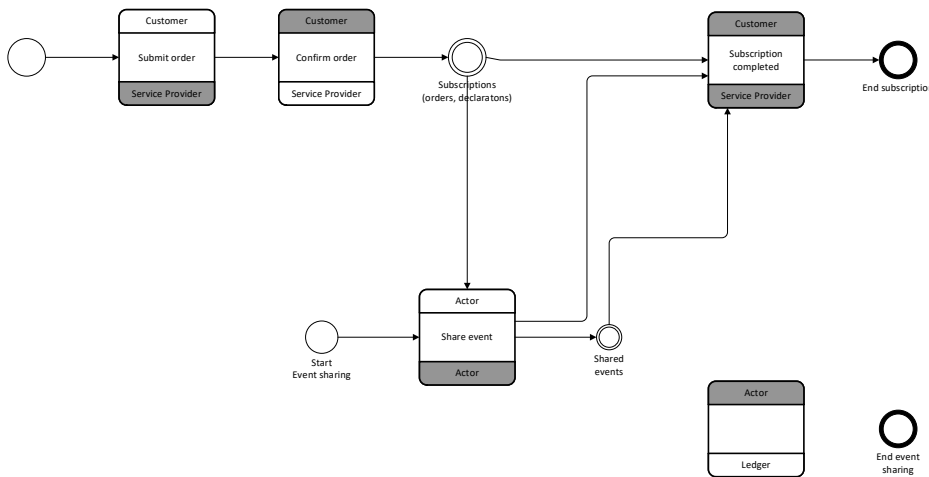 Customer
Submit order
Service Provider
Customer
Confirm order
Service Provider
Subscriptions
(orders, declaratons)
Customer
Subscription
completed
Service Provider
End subscription
Start
Event sharing
Actor
Share event
Actor
Shared
events
Actor
Ledger
End event
sharing